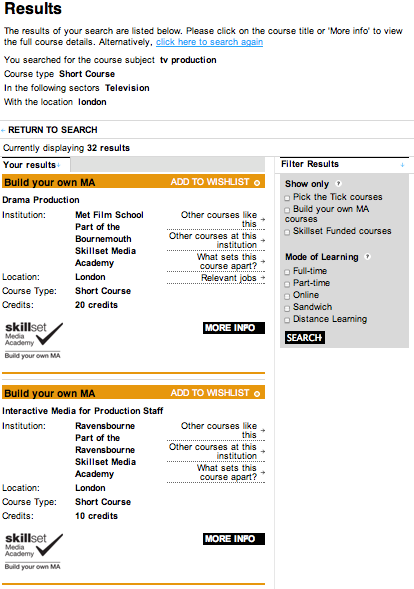 Results
The results of your search are listed below. Please click on the course title or 'More info' to view
the full course details. Alternatively, click here to search again
You searched for the course subject tv production
Course type Short Course
In the following sectors Television
With the location london
RETURN TO SEARCH
Currently displaying 32 results
Your results
Build your own MA ADD TO WISHLIST
Drama Production
Institution: Met Film School
Part of the
Bournemouth
Skillset Media
Academy
Location: London
Course Type: Short Course
Credits: 20 credits
Other courses like
this
Other courses at this
institution
What sets this
course apart?
Relevant jobs
skillset
Media
Academy
Build your own MA
MORE INFO
Build your own MA ADD TO WISHLIST
Interactive Media for Production Staff
Institution: Ravensbourne
Part of the
Ravensbourne
Skillset Media
Academy
Location: London
Course Type: Short Course
Credits: 10 credits
Other courses like
this
Other courses at this
institution
What sets this
course apart?
skillset
Media
Academy
Build your own MA
MORE INFO
Filter Results
Show only ?
Pick the Tick courses
Build your own MA
courses
Skillset Funded courses
Mode of Learning ?
Full-time
Part-time
Online
Sandwich
Distance Learning
SEARCH